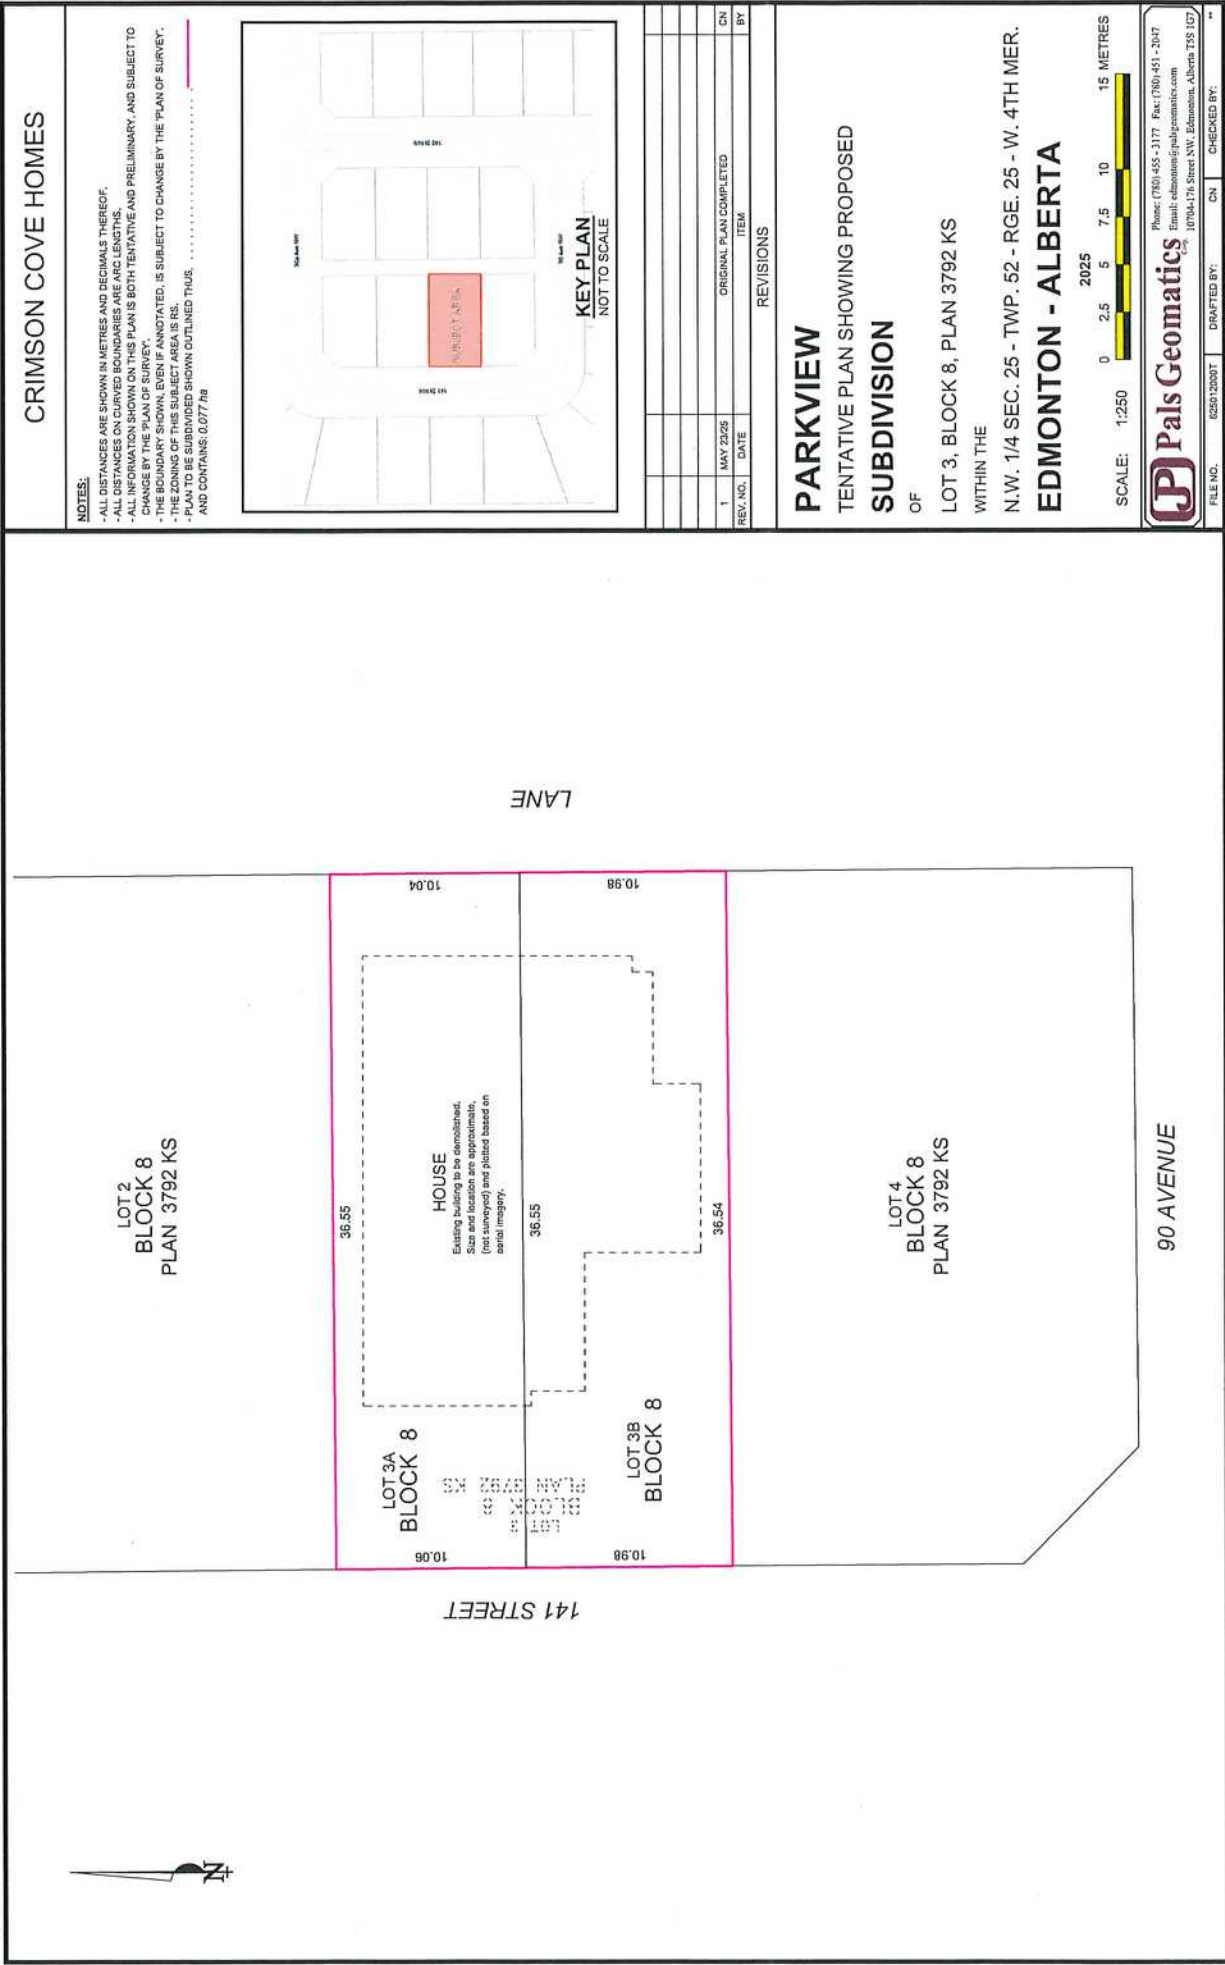 CRIMSON COVE HOMES
NOTES:
- ALL DISTANCES ARE SHOWN IN METRES AND DECIMALS THEREOF.
- ALL DISTANCES ON CURVED BOUNDARIES ARE ARC LENGTHS.
- ALL INFORMATION SHOWN ON THIS PLAN IS BOTH TENTATIVE AND PRELIMINARY, AND SUBJECT TO
CHANGE BY THE 'PLAN OF SURVEY'.
- THE BOUNDARY SHOWN, EVEN IF ANNOTATED, IS SUBJECT TO CHANGE BY THE 'PLAN OF SURVEY'.
- THE ZONING OF THIS SUBJECT AREA IS RS.
- PLAN TO BE SUBDIVIDED SHOWN OUTLINED THUS,
AND CONTAINS: 0.077 ha
SUBJECT AREA
KEY PLAN
NOT TO SCALE
1 MAY 23/25 ORIGINAL PLAN COMPLETED CN
REV. NO. DATE ITEM BY
REVISIONS
PARKVIEW
TENTATIVE PLAN SHOWING PROPOSED
SUBDIVISION
OF
LOT 3, BLOCK 8, PLAN 3792 KS
WITHIN THE
N.W. 1/4 SEC. 25 - TWP. 52 - RGE. 25 - W. 4TH MER.
EDMONTON - ALBERTA
2025
SCALE: 1:250 0 2.5 5 7.5 10 15 METRES
Pals Geomatics Corp.
Phone: (780) 455 - 3177 Fax: (780) 451 - 2047
Email: edmonton@palsgeomatics.com
10704-176 Street NW, Edmonton, Alberta T5S 1G7
FILE NO. 62501200T DRAFTED BY: CN CHECKED BY: **
LOT 2
BLOCK 8
PLAN 3792 KS
36.55
10.04
10.06
HOUSE
Existing building to be demolished.
Size and location are approximate,
(not surveyed) and plotted based on
aerial imagery.
LOT 3A
BLOCK 8
LOT 3
BLOCK 8
PLAN 3792 KS
36.55
LOT 3B
BLOCK 8
10.98
10.98
36.54
LOT 4
BLOCK 8
PLAN 3792 KS
141 STREET
LANE
90 AVENUE
N